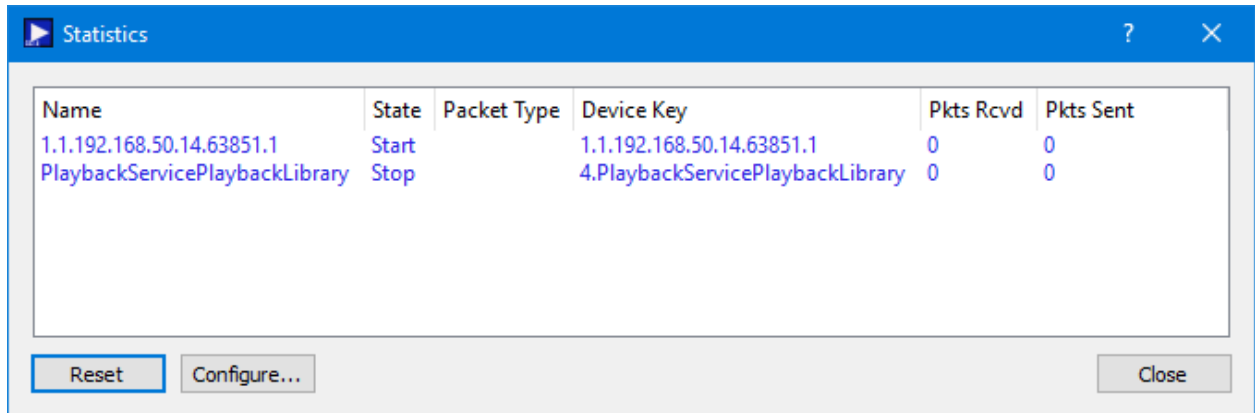 Statistics ?
Name State Packet Type Device Key Pkts Rcvd Pkts Sent
1.1.192.168.50.14.63851.1 Start 1.1.192.168.50.14.63851.1 0 0
PlaybackServicePlaybackLibrary Stop 4.PlaybackServicePlaybackLibrary 0 0
Reset Configure... Close